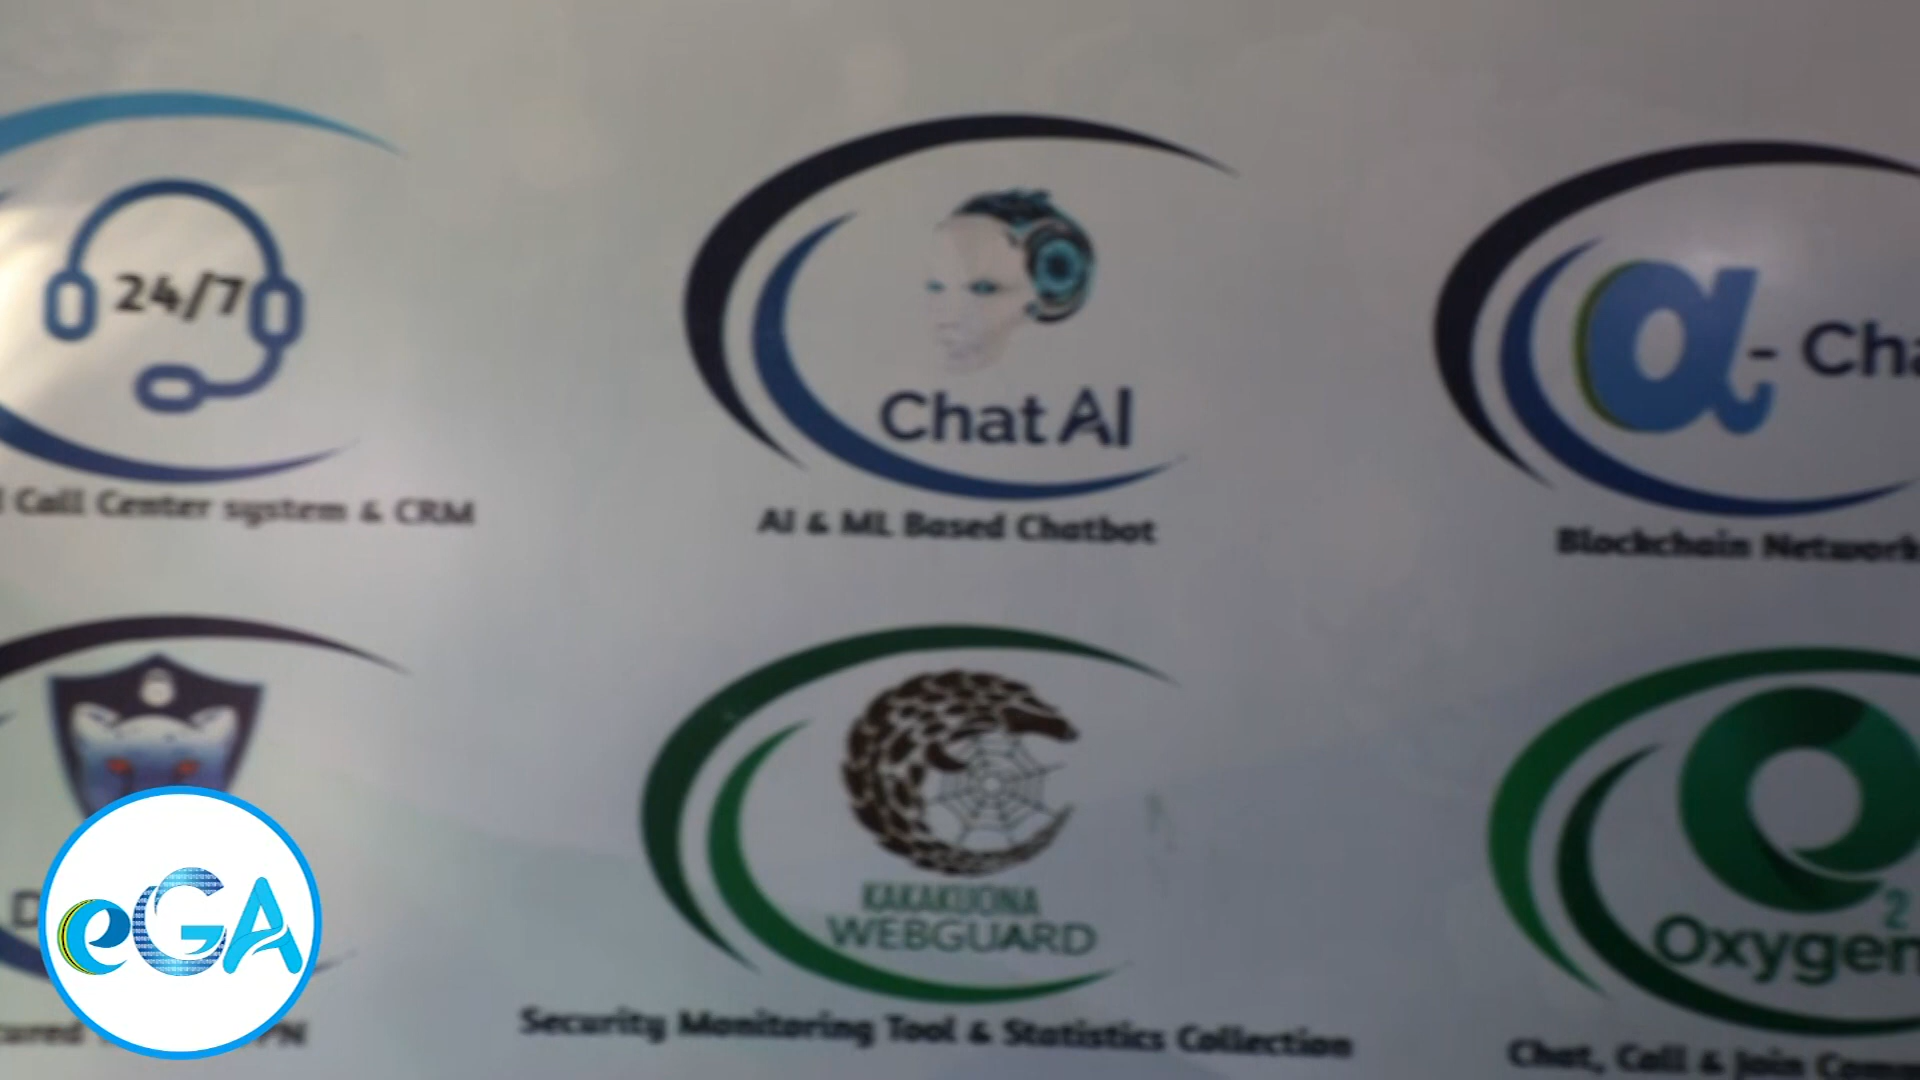 24/7
Call Center system & CRM
Chat AI
AI & ML Based Chatbot
α - Cha
Blockchain Network
KAKAKUONA
WEBGUARD
Security Monitoring Tool & Statistics Collection
Oxygen
2
Chat, Call & Join Com
eGA